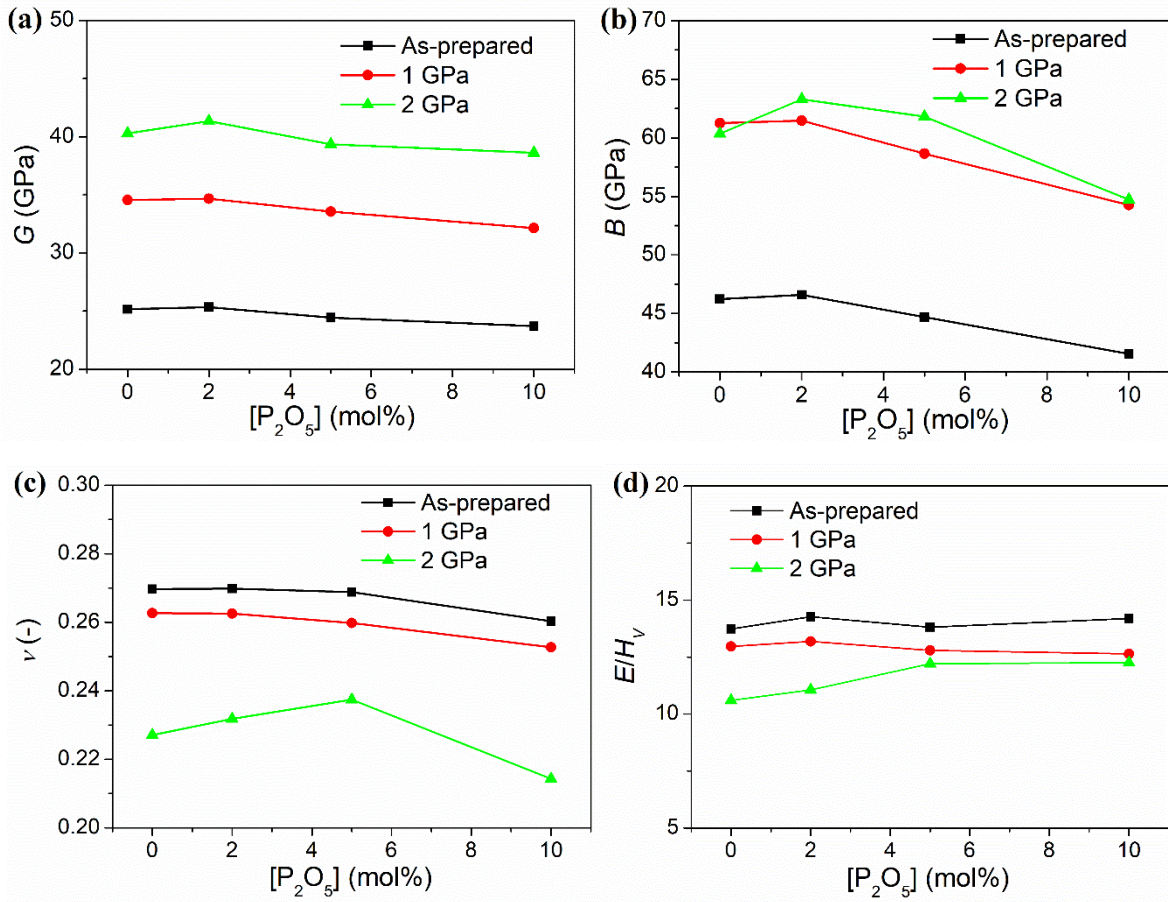 (a)
50
40
30
20
G (GPa)
As-prepared
1 GPa
2 GPa
0 2 4 6 8 10
[P₂O₅] (mol%)
(b)
70
65
60
55
50
45
40
B (GPa)
As-prepared
1 GPa
2 GPa
0 2 4 6 8 10
[P₂O₅] (mol%)
(c)
0.30
0.28
0.26
0.24
0.22
0.20
ν (-)
As-prepared
1 GPa
2 GPa
0 2 4 6 8 10
[P₂O₅] (mol%)
(d)
20
15
10
5
E/Hᵥ
As-prepared
1 GPa
2 GPa
0 2 4 6 8 10
[P₂O₅] (mol%)